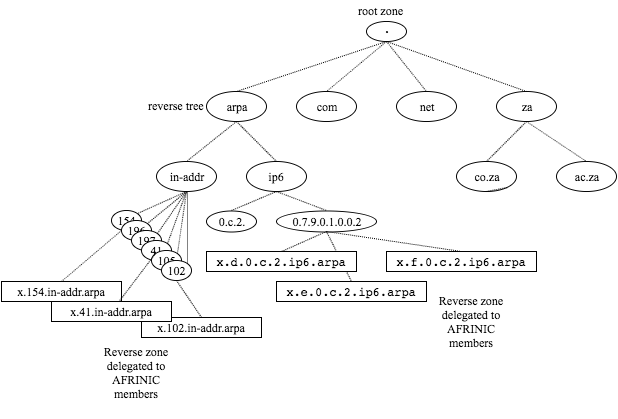 root zone
.
reverse tree
arpa
com
net
za
in-addr
ip6
co.za
ac.za
154
196
197
41
105
102
0.c.2.
0.7.9.0.1.0.0.2
x.d.0.c.2.ip6.arpa
x.f.0.c.2.ip6.arpa
x.e.0.c.2.ip6.arpa
x.154.in-addr.arpa
x.41.in-addr.arpa
x.102.in-addr.arpa
Reverse zone
delegated to
AFRINIC
members
Reverse zone
delegated to
AFRINIC
members